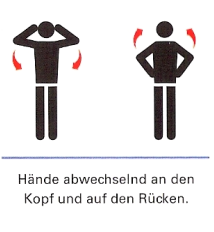 Hände abwechselnd an den
Kopf und auf den Rücken.